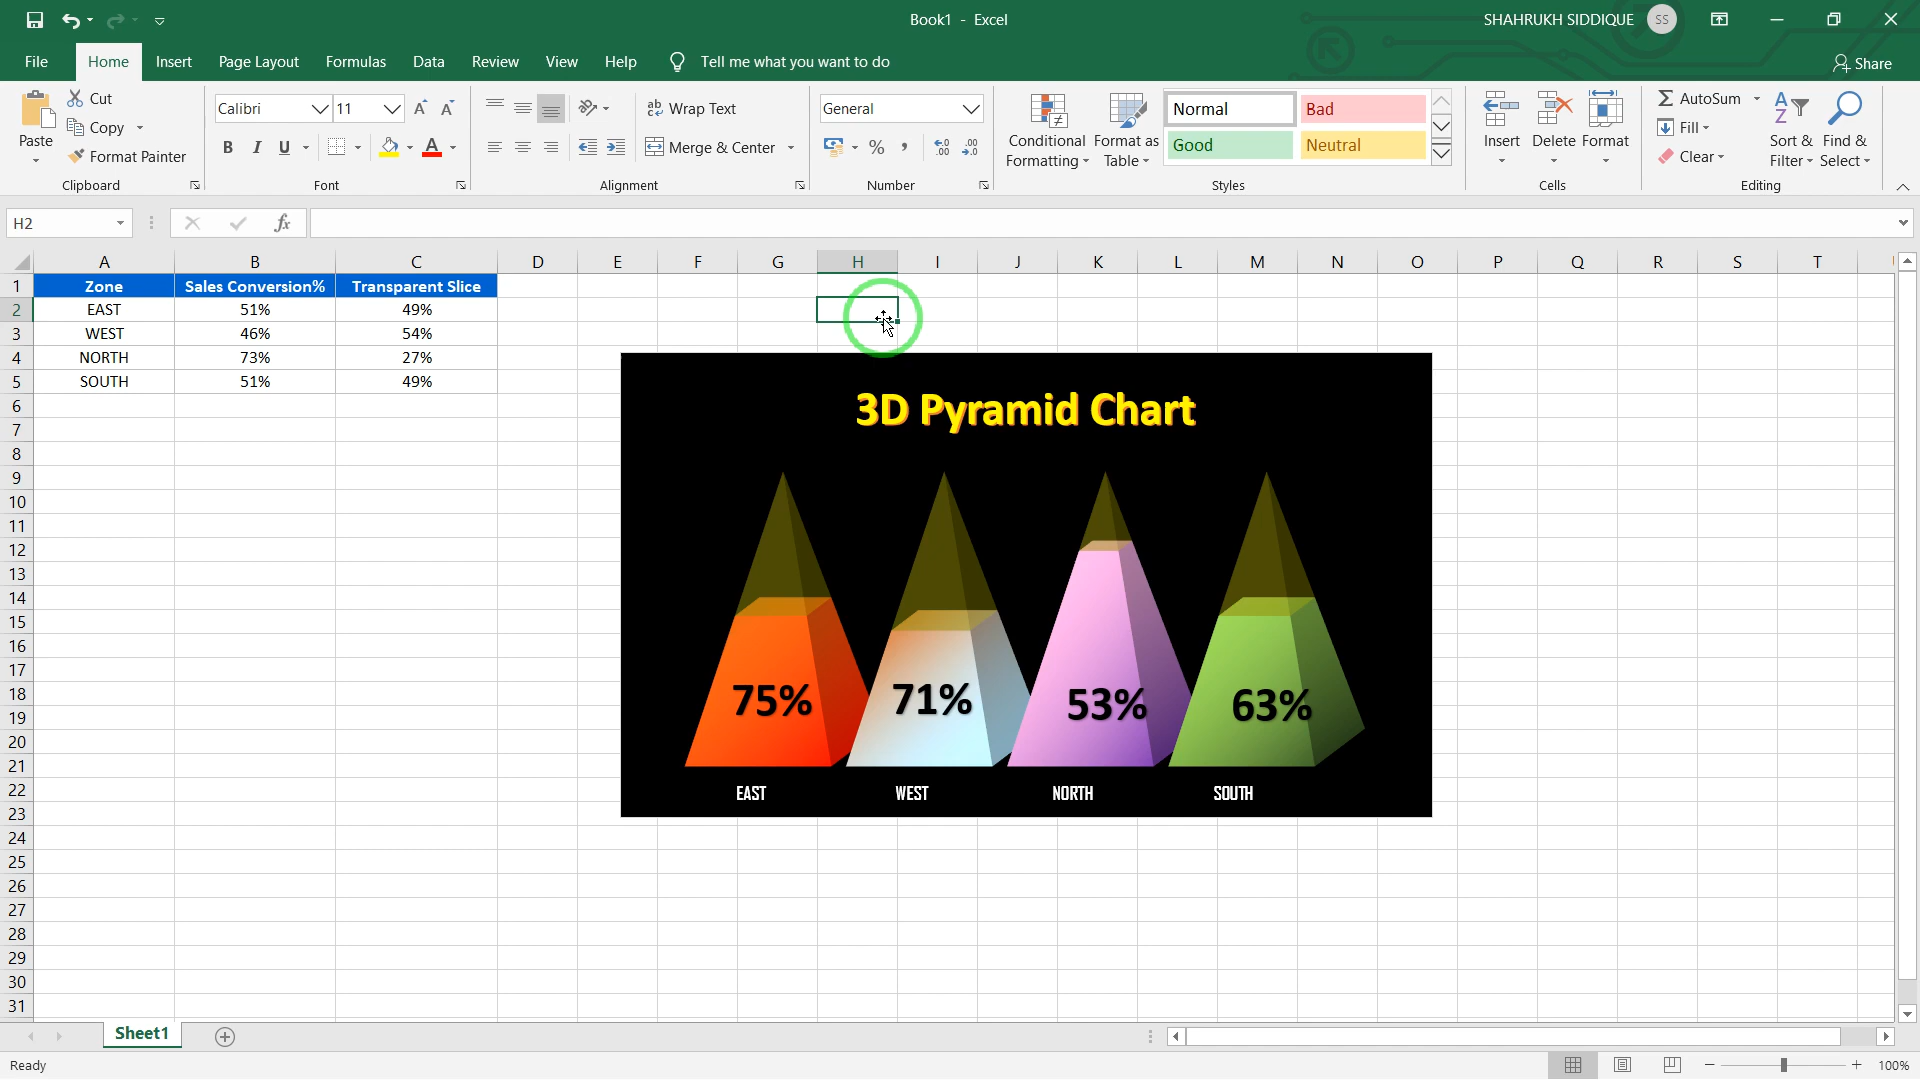 Book1 - Excel
SHAHRUKH SIDDIQUE SS
File Home Insert Page Layout Formulas Data Review View Help Tell me what you want to do Share
Paste
Cut
Copy
Format Painter
Clipboard
Calibri 11
B I U
Font
Wrap Text
Merge & Center
Alignment
General
Number
Conditional Formatting
Format as Table
Normal Bad
Good Neutral
Styles
Insert Delete Format
Cells
AutoSum
Fill
Clear
Sort & Filter
Find & Select
Editing
H2
fx
A B C D E F G H I J K L M N O P Q R S T
1 Zone Sales Conversion% Transparent Slice
2 EAST 51% 49%
3 WEST 46% 54%
4 NORTH 73% 27%
5 SOUTH 51% 49%
6
7
8
9
10
11
12
13
14
15
16
17
18
19
20
21
22
23
24
25
26
27
28
29
30
31
3D Pyramid Chart
75% 71% 53% 63%
EAST WEST NORTH SOUTH
Sheet1
Ready
100%